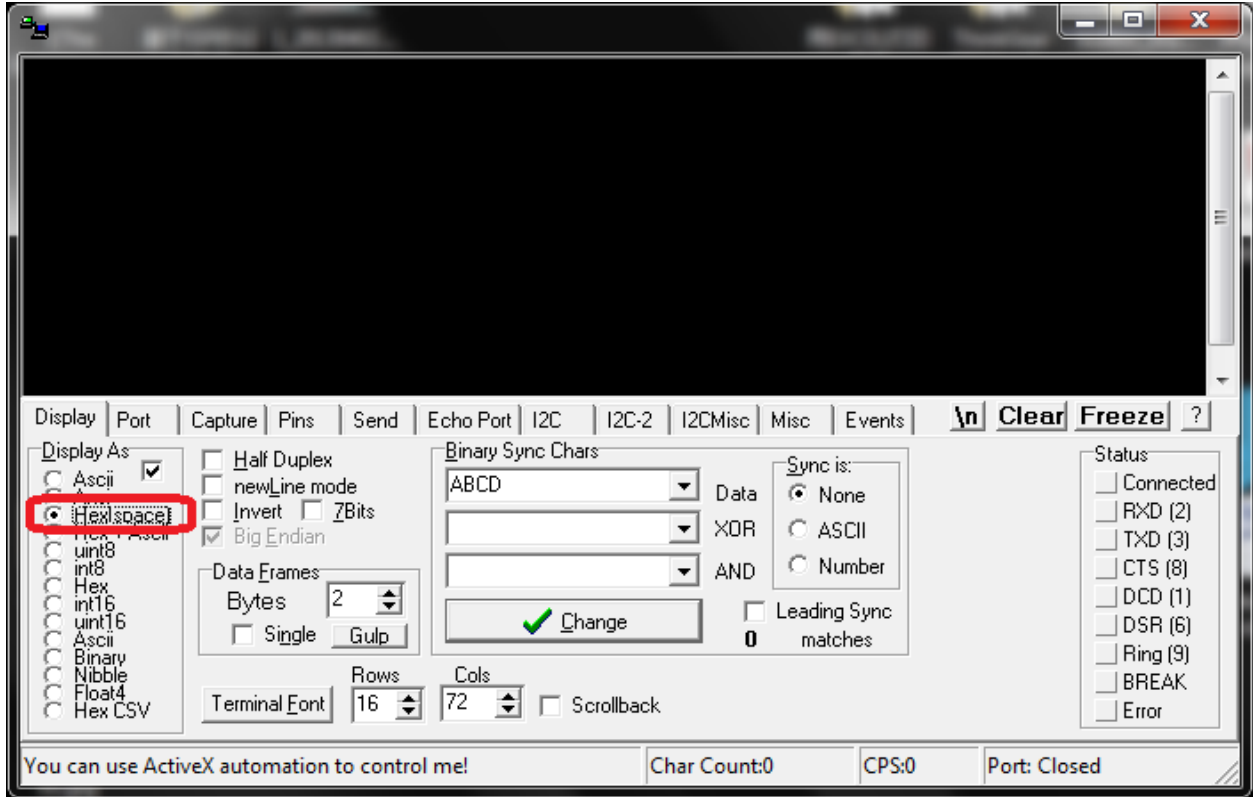 Display
Port
Capture
Pins
Send
Echo Port
I2C
I2C-2
I2CMisc
Misc
Events
\n
Clear
Freeze
?
Display As
Ascii
Hex[space]
Hex + Ascii
uint8
int8
Hex
int16
uint16
Ascii
Binary
Nibble
Float4
Hex CSV
Half Duplex
newLine mode
Invert
7Bits
Big Endian
Data Frames
Bytes
2
Single
Gulp
Terminal Font
Rows
16
Cols
72
Scrollback
Binary Sync Chars
ABCD
Data
XOR
AND
Change
Sync is:
None
ASCII
Number
Leading Sync
0 matches
Status
Connected
RXD (2)
TXD (3)
CTS (8)
DCD (1)
DSR (6)
Ring (9)
BREAK
Error
You can use ActiveX automation to control me!
Char Count:0
CPS:0
Port: Closed